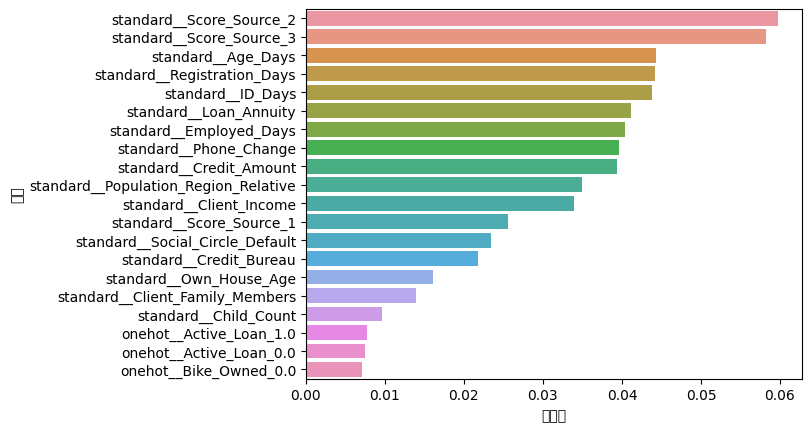 standard__Score_Source_2
standard__Score_Source_3
standard__Age_Days
standard__Registration_Days
standard__ID_Days
standard__Loan_Annuity
standard__Employed_Days
standard__Phone_Change
standard__Credit_Amount
standard__Population_Region_Relative
standard__Client_Income
standard__Score_Source_1
standard__Social_Circle_Default
standard__Credit_Bureau
standard__Own_House_Age
standard__Client_Family_Members
standard__Child_Count
onehot__Active_Loan_1.0
onehot__Active_Loan_0.0
onehot__Bike_Owned_0.0
0.00 0.01 0.02 0.03 0.04 0.05 0.06